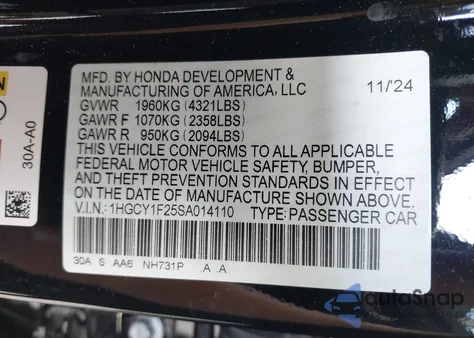 MFD. BY HONDA DEVELOPMENT &
MANUFACTURING OF AMERICA, LLC 11/24
GVWR 1960KG (4321LBS)
GAWR F 1070KG (2358LBS)
GAWR R 950KG (2094LBS)
THIS VEHICLE CONFORMS TO ALL APPLICABLE
FEDERAL MOTOR VEHICLE SAFETY, BUMPER,
AND THEFT PREVENTION STANDARDS IN EFFECT
ON THE DATE OF MANUFACTURE SHOWN ABOVE.
V.I.N.:1HGCY1F25SA014110 TYPE:PASSENGER CAR
30A S AA6 NH731P .A .A
30A-A0
N
autoSnap